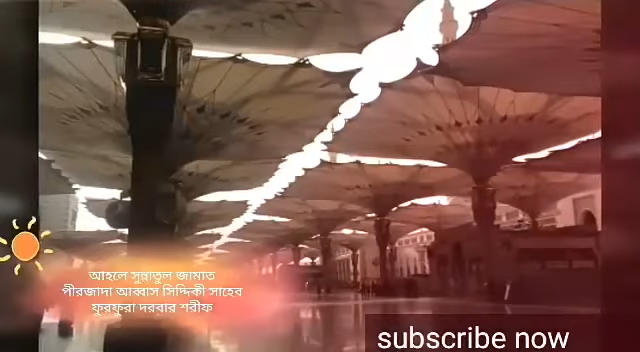 আহলে সুন্নাতুল জামাত
পীরজাদা আব্বাস সিদ্দিকী সাহেব
ফুরফুরা দরবার শরীফ
subscribe now